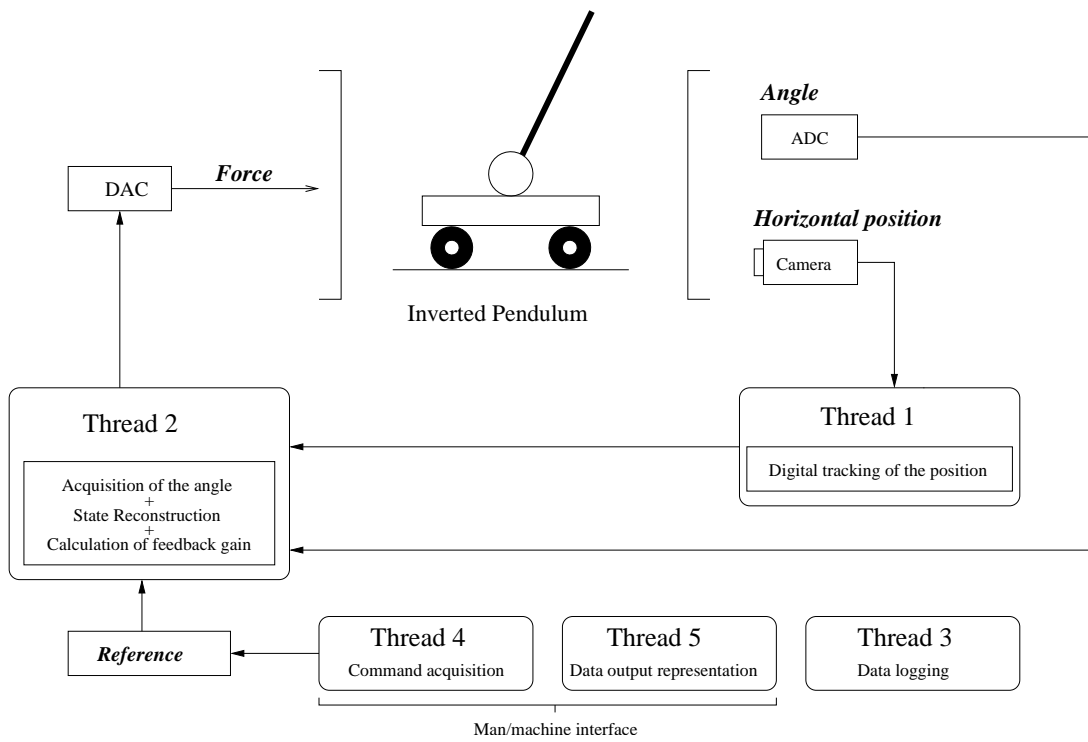 Angle
ADC
DAC
Force
Horizontal position
Camera
Inverted Pendulum
Thread 2
Acquisition of the angle
+
State Reconstruction
+
Calculation of feedback gain
Thread 1
Digital tracking of the position
Reference
Thread 4
Command acquisition
Thread 5
Data output representation
Thread 3
Data logging
Man/machine interface